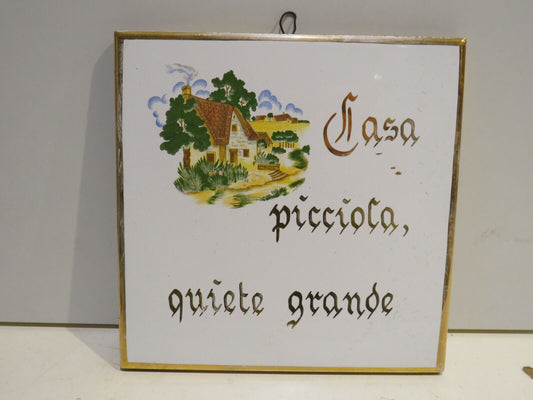 Casa
picciola,
quiete grande